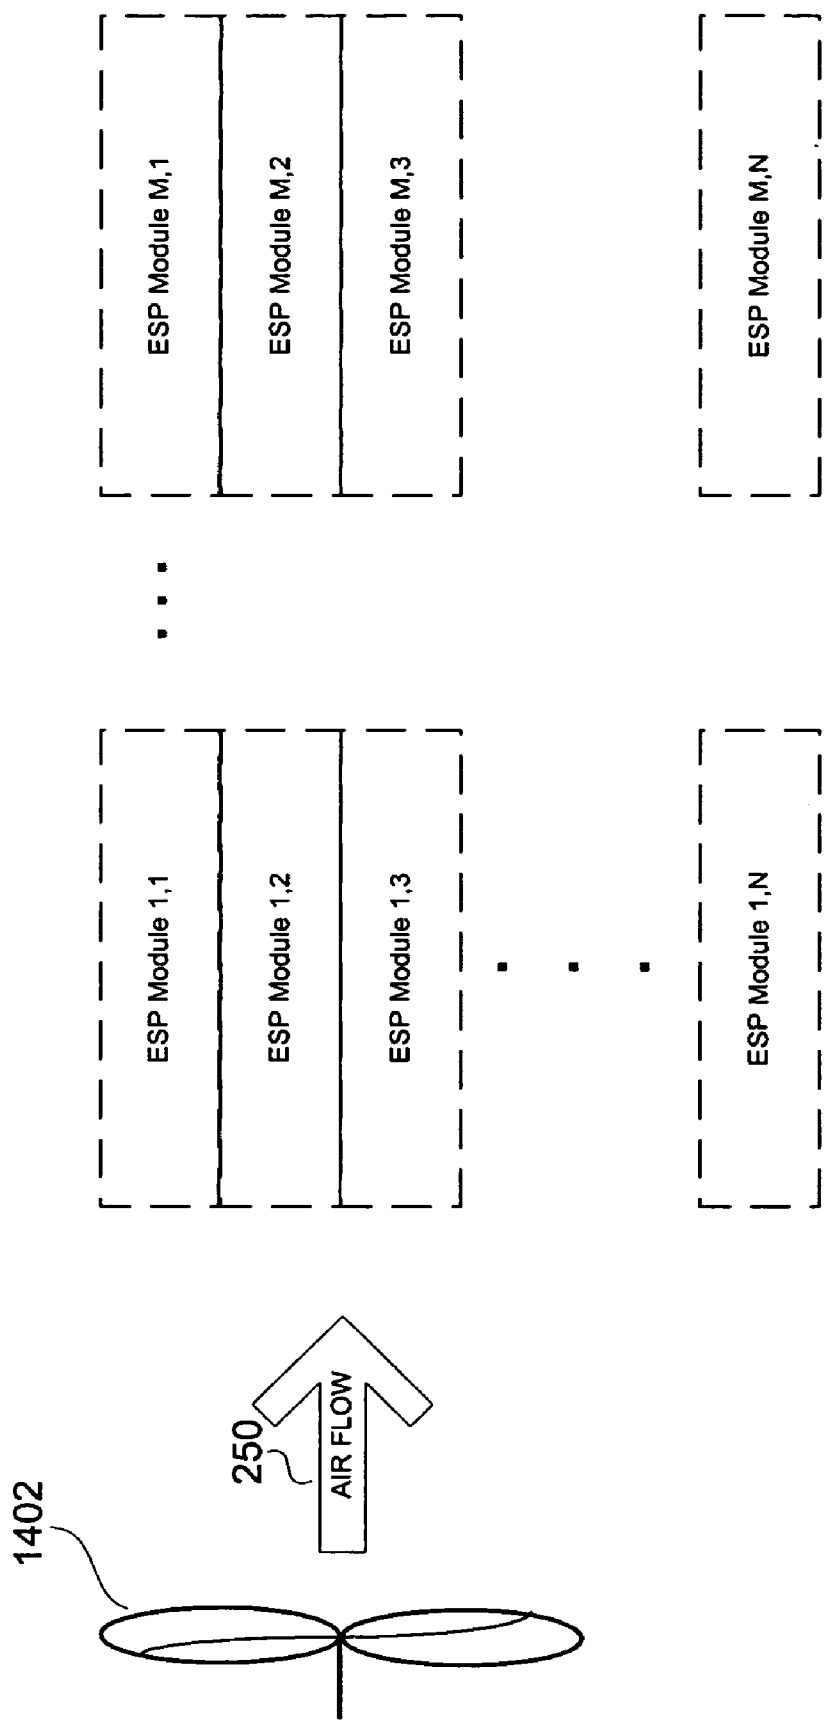 ESP Module M,1
ESP Module M,2
ESP Module M,3
ESP Module M,N
ESP Module 1,1
ESP Module 1,2
ESP Module 1,3
ESP Module 1,N
250
AIR FLOW
1402